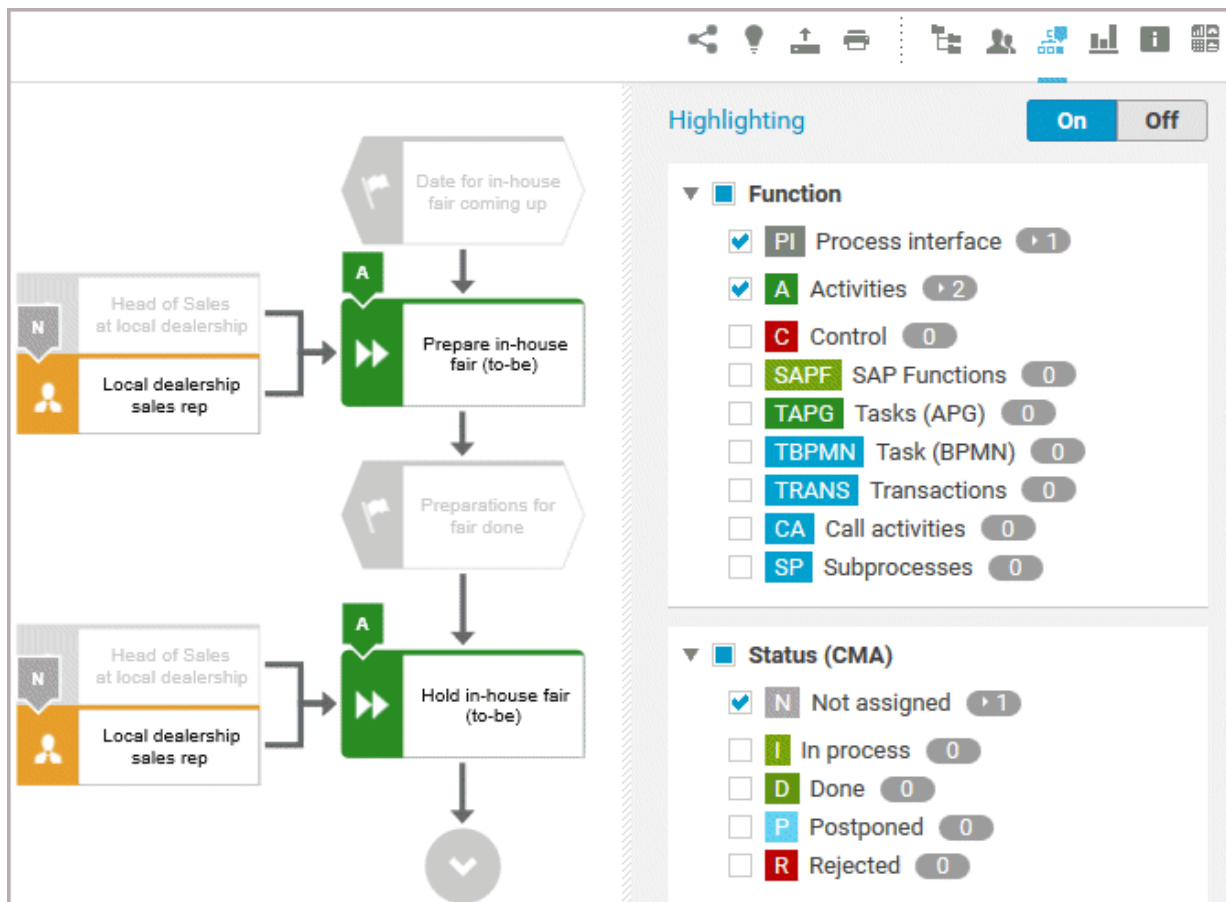 Date for in-house
fair coming up
A
Head of Sales
at local dealership
N
Local dealership
sales rep
Prepare in-house
fair (to-be)
Preparations for
fair done
A
Head of Sales
at local dealership
N
Local dealership
sales rep
Hold in-house fair
(to-be)
i
Highlighting On Off
Function
PI Process interface 1
A Activities 2
C Control 0
SAPF SAP Functions 0
TAPG Tasks (APG) 0
TBPMN Task (BPMN) 0
TRANS Transactions 0
CA Call activities 0
SP Subprocesses 0
Status (CMA)
N Not assigned 1
I In process 0
D Done 0
P Postponed 0
R Rejected 0